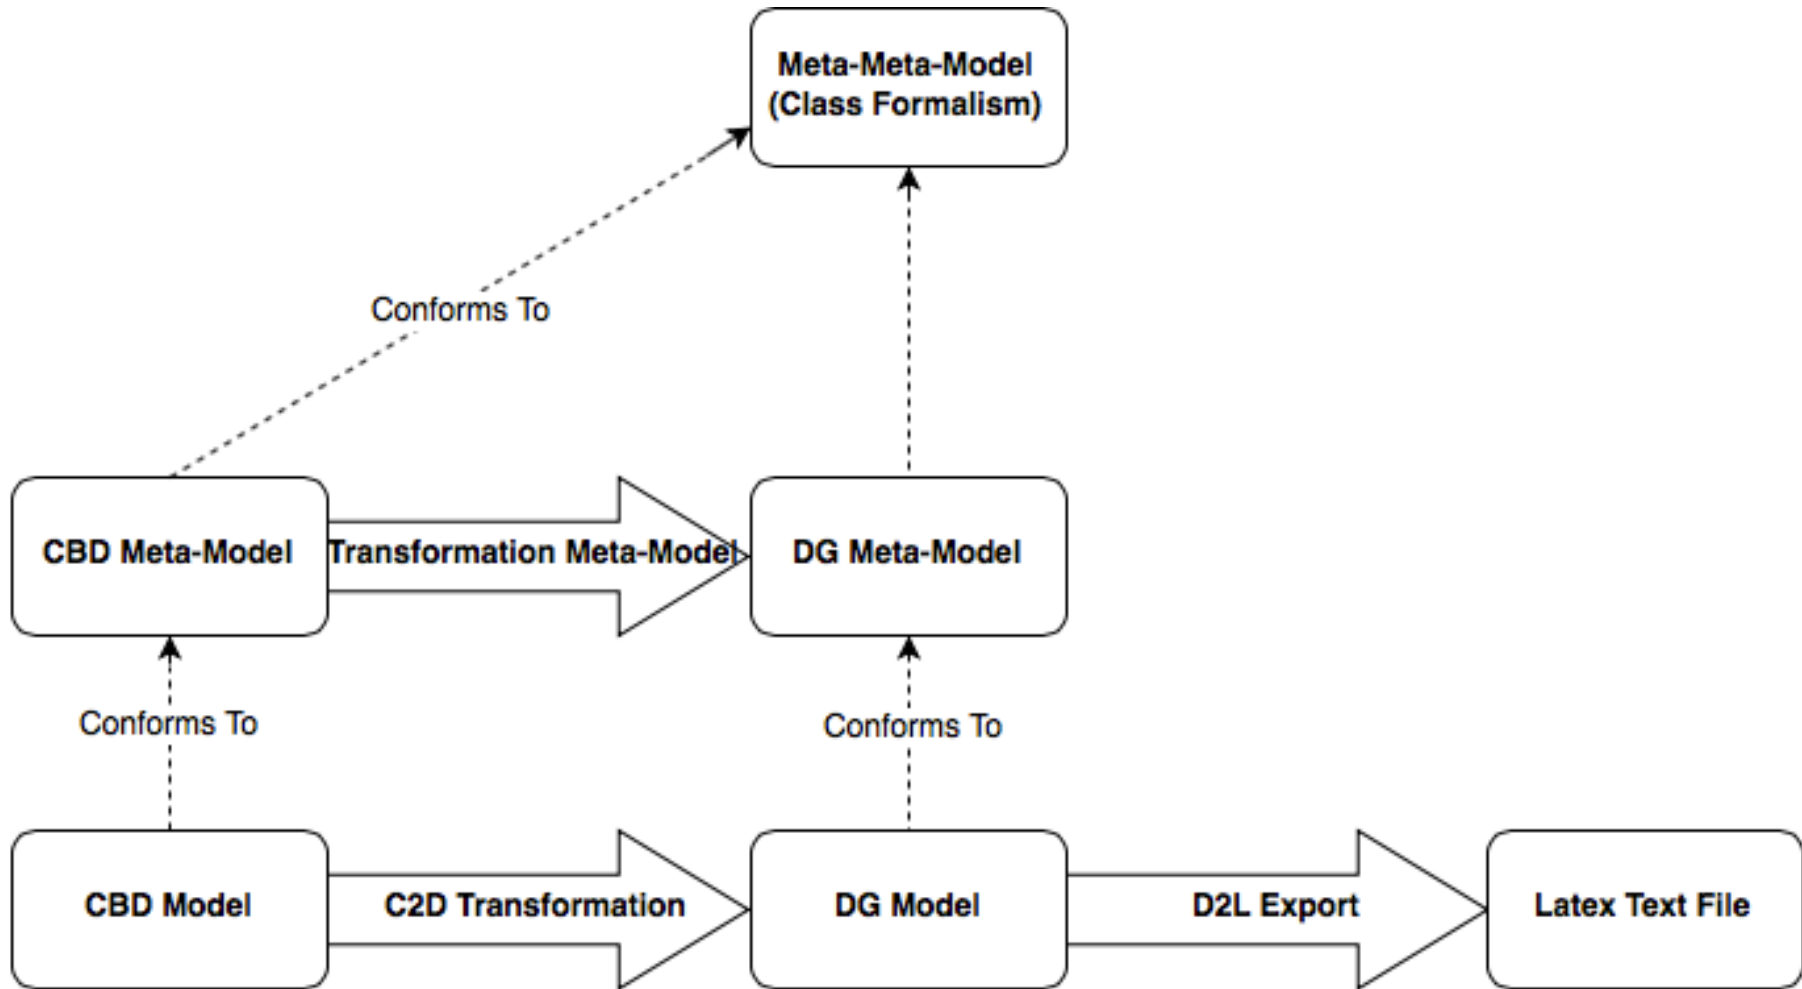 Meta-Meta-Model
(Class Formalism)
Conforms To
CBD Meta-Model
Transformation Meta-Model
DG Meta-Model
Conforms To
Conforms To
CBD Model
C2D Transformation
DG Model
D2L Export
Latex Text File